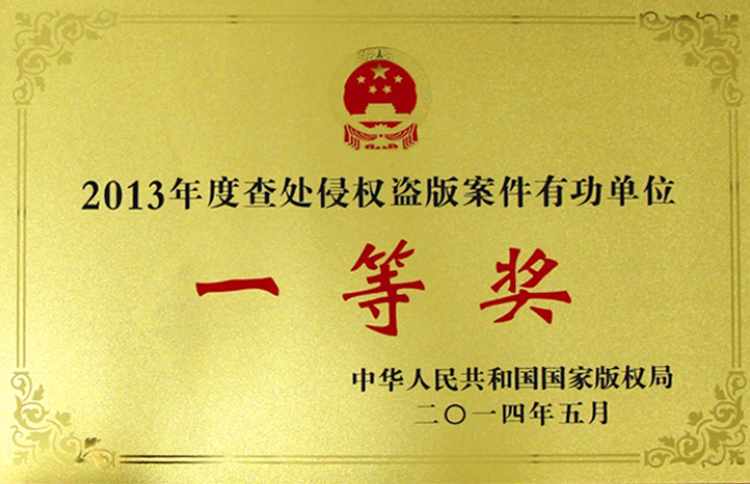 2013年度查处侵权盗版案件有功单位
一等奖
中华人民共和国国家版权局
二〇一四年五月